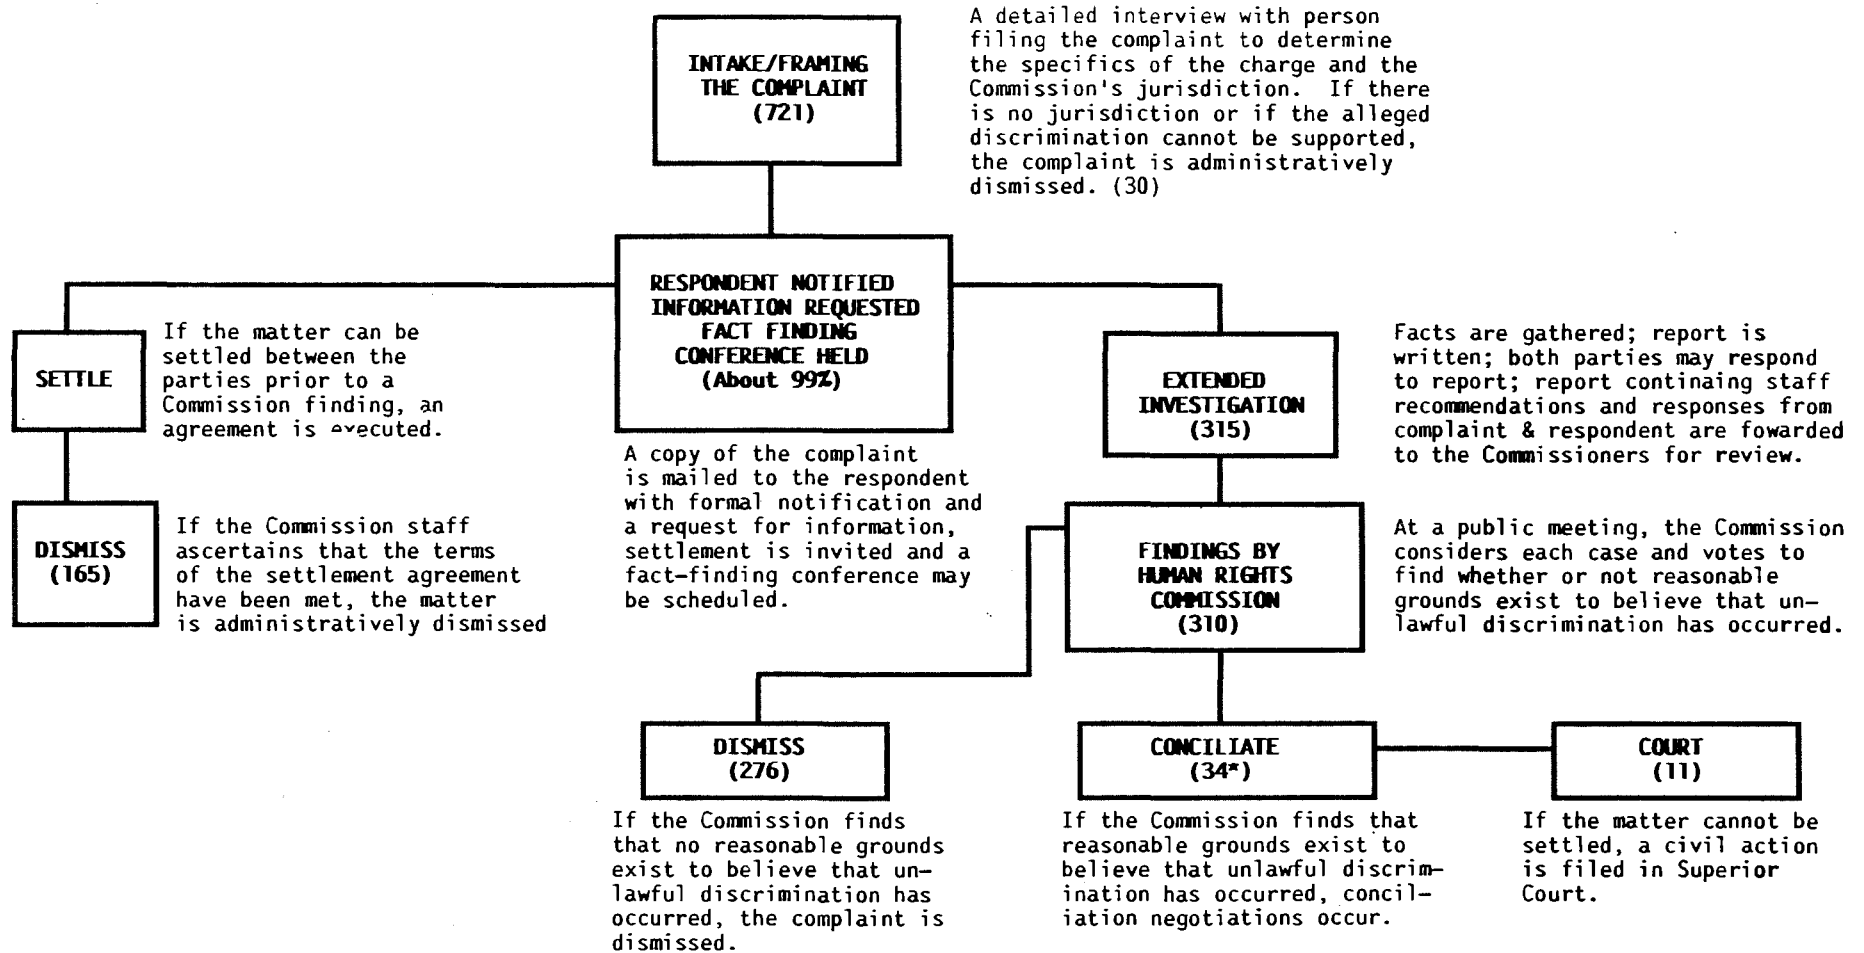 INTAKE/FRAMING
THE COMPLAINT
(721)
A detailed interview with person
filing the complaint to determine
the specifics of the charge and the
Commission's jurisdiction. If there
is no jurisdiction or if the alleged
discrimination cannot be supported,
the complaint is administratively
dismissed. (30)
RESPONDENT NOTIFIED
INFORMATION REQUESTED
FACT FINDING
CONFERENCE HELD
(About 99%)
A copy of the complaint
is mailed to the respondent
with formal notification and
a request for information,
settlement is invited and a
fact-finding conference may
be scheduled.
SETTLE
If the matter can be
settled between the
parties prior to a
Commission finding, an
agreement is executed.
DISMISS
(165)
If the Commission staff
ascertains that the terms
of the settlement agreement
have been met, the matter
is administratively dismissed
EXTENDED
INVESTIGATION
(315)
Facts are gathered; report is
written; both parties may respond
to report; report continaing staff
recommendations and responses from
complaint & respondent are fowarded
to the Commissioners for review.
FINDINGS BY
HUMAN RIGHTS
COMMISSION
(310)
At a public meeting, the Commission
considers each case and votes to
find whether or not reasonable
grounds exist to believe that un-
lawful discrimination has occurred.
DISMISS
(276)
If the Commission finds
that no reasonable grounds
exist to believe that un-
lawful discrimination has
occurred, the complaint is
dismissed.
CONCILIATE
(34*)
If the Commission finds that
reasonable grounds exist to
believe that unlawful discrim-
ination has occurred, concil-
iation negotiations occur.
COURT
(11)
If the matter cannot be
settled, a civil action
is filed in Superior
Court.